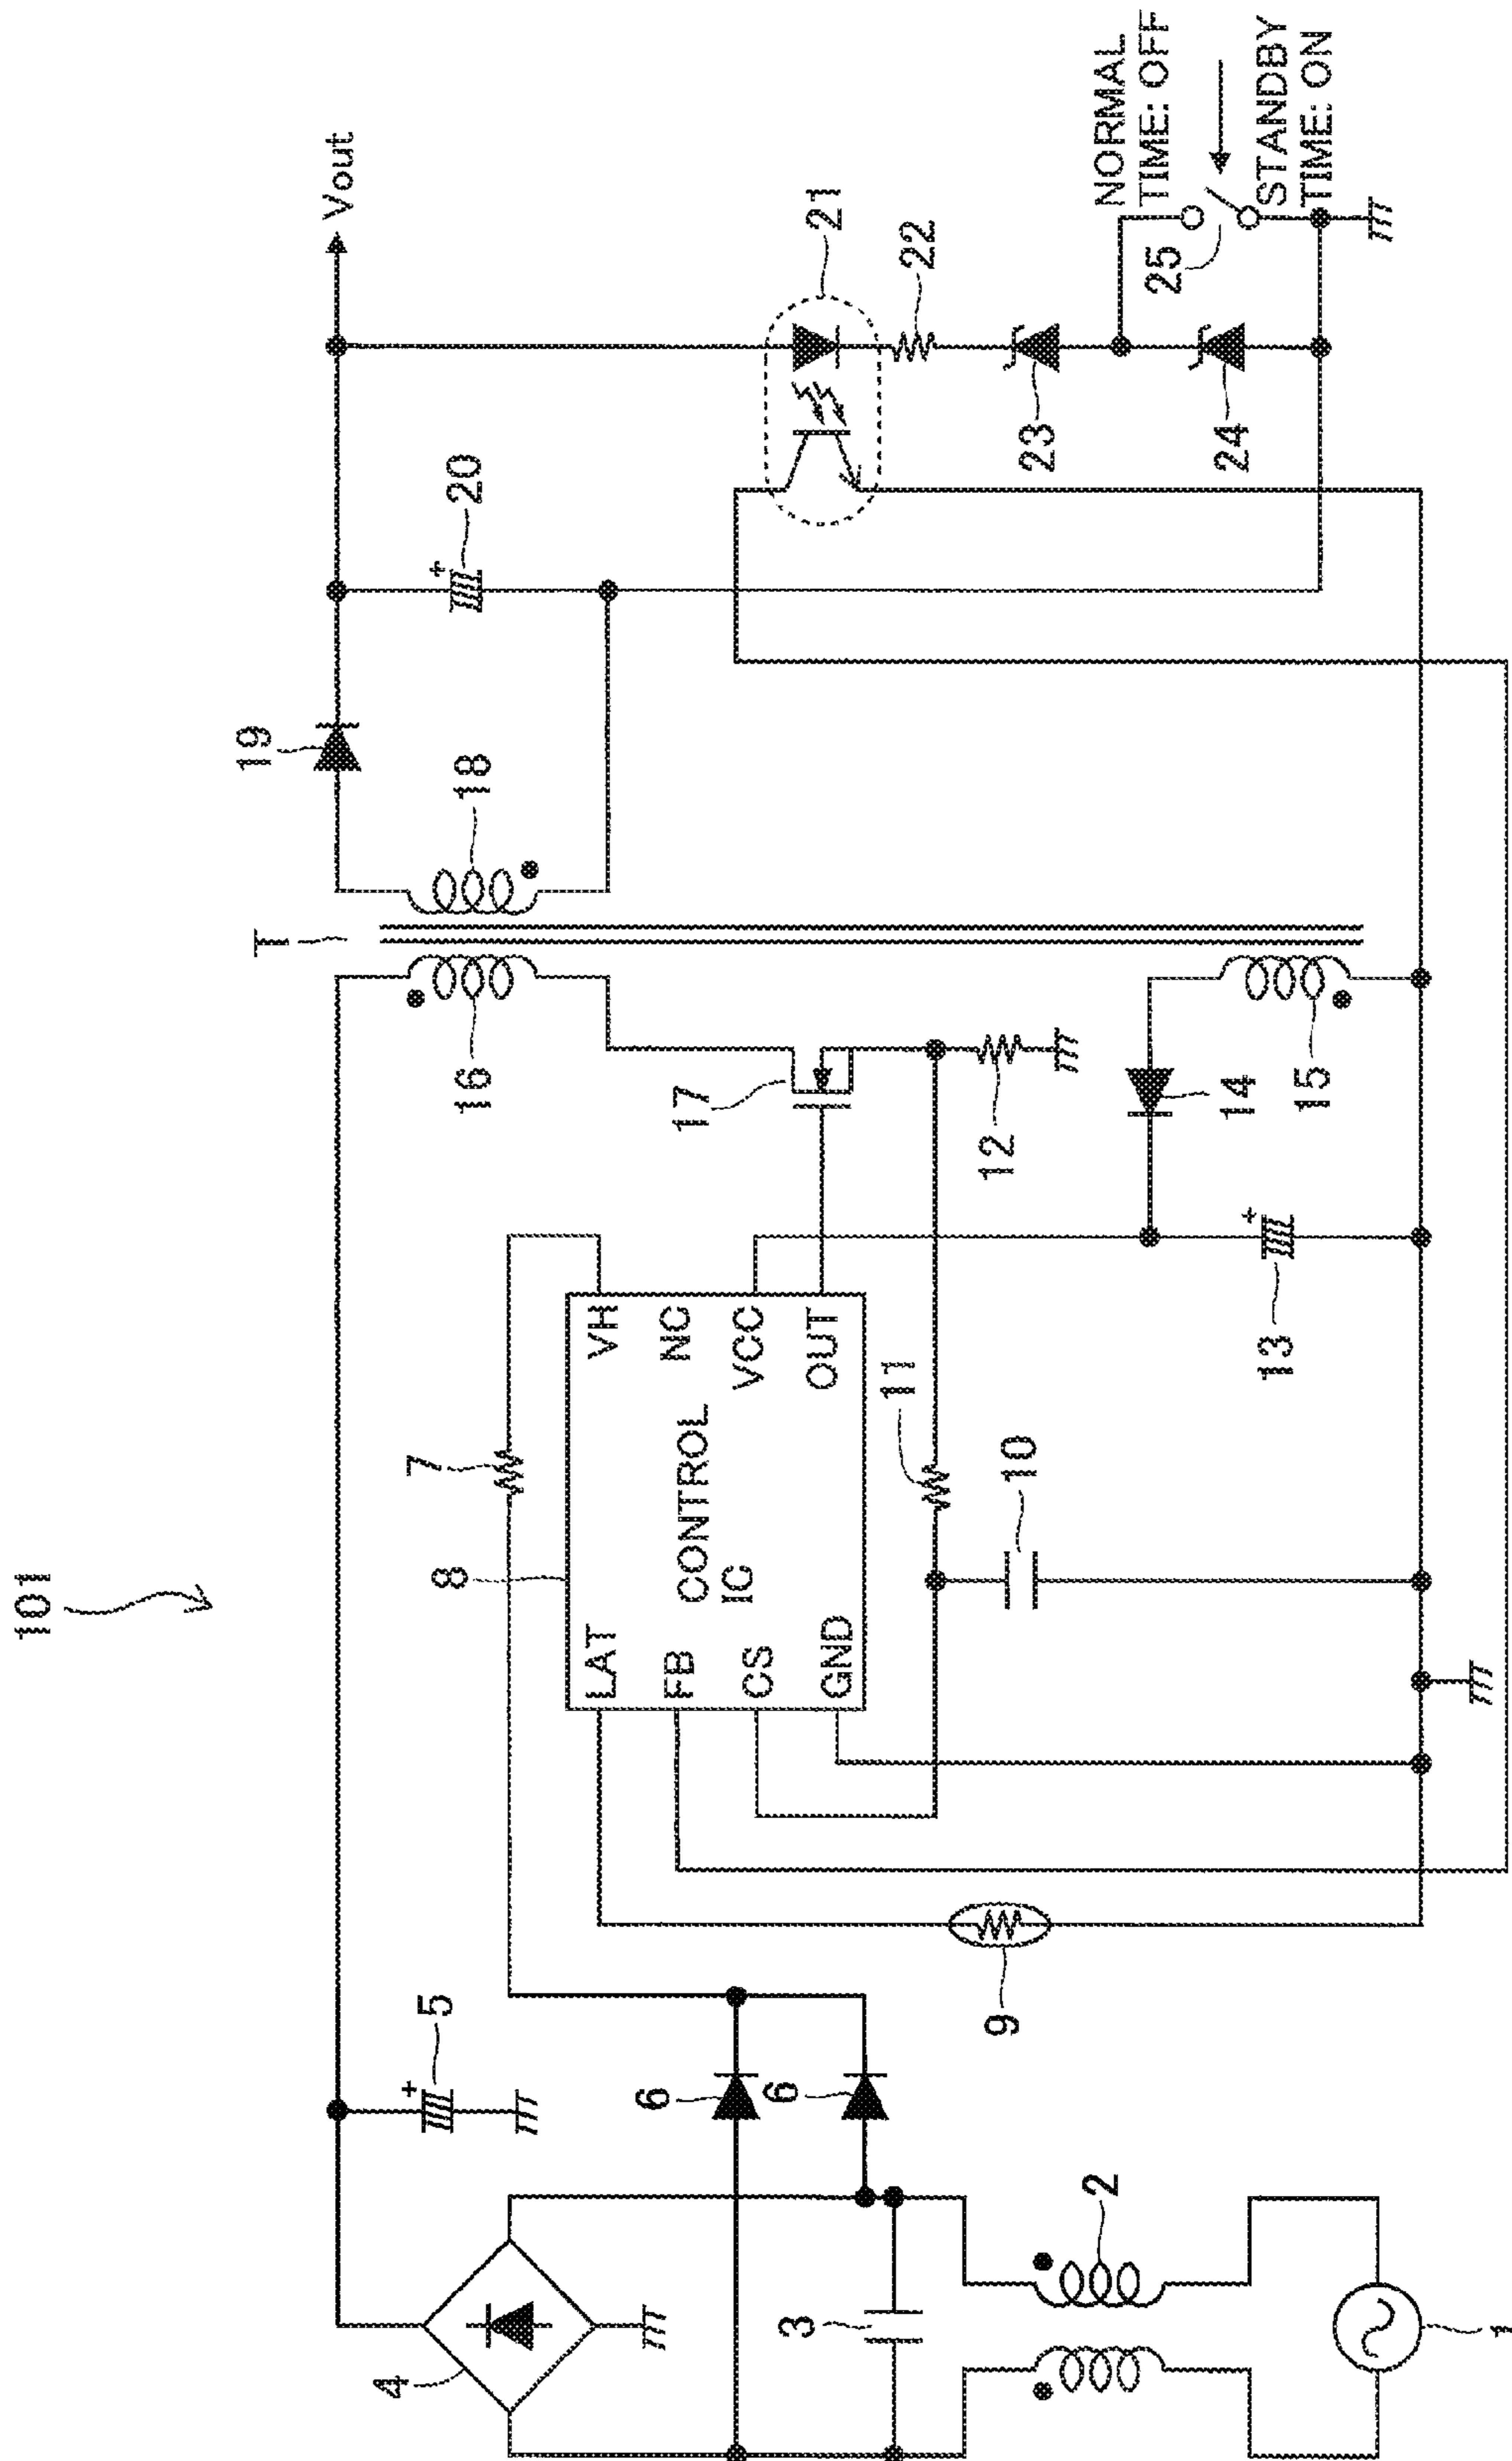 101
T
Vout
19
18
20
16
17
5
7
8
CONTROL
IC
LAT
FB
CS
GND
VH
NC
VCC
OUT
11
10
12
13
14
15
21
22
23
24
25
NORMAL
TIME: OFF
STANDBY
TIME: ON
4
6
6
9
3
2
1